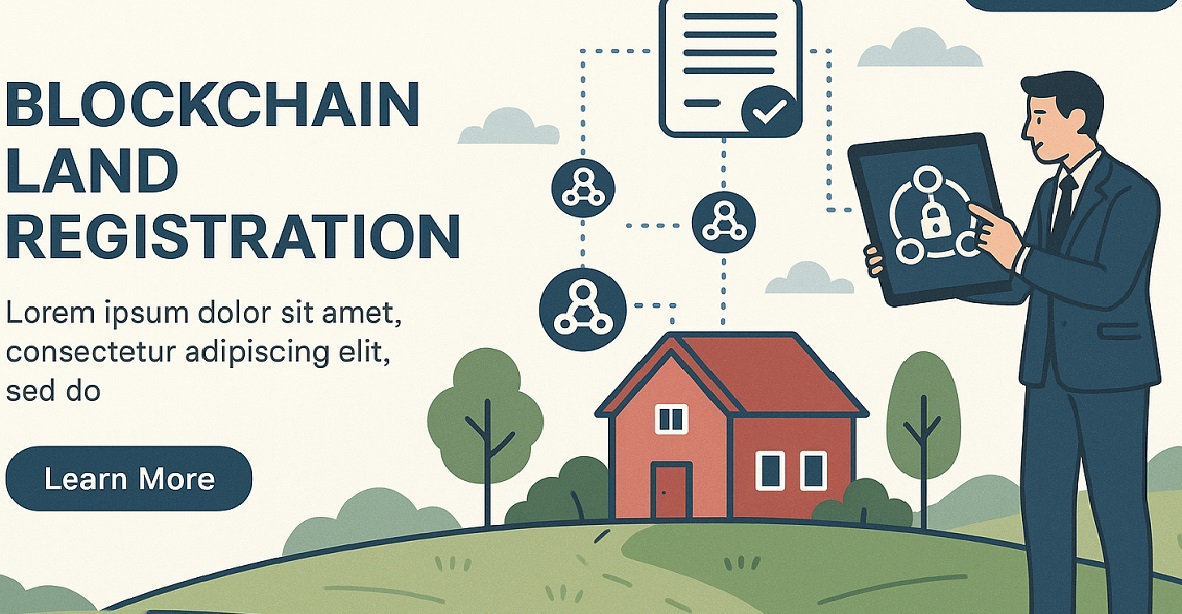 BLOCKCHAIN
LAND
REGISTRATION
Lorem ipsum dolor sit amet,
consectetur adipiscing elit,
sed do
Learn More